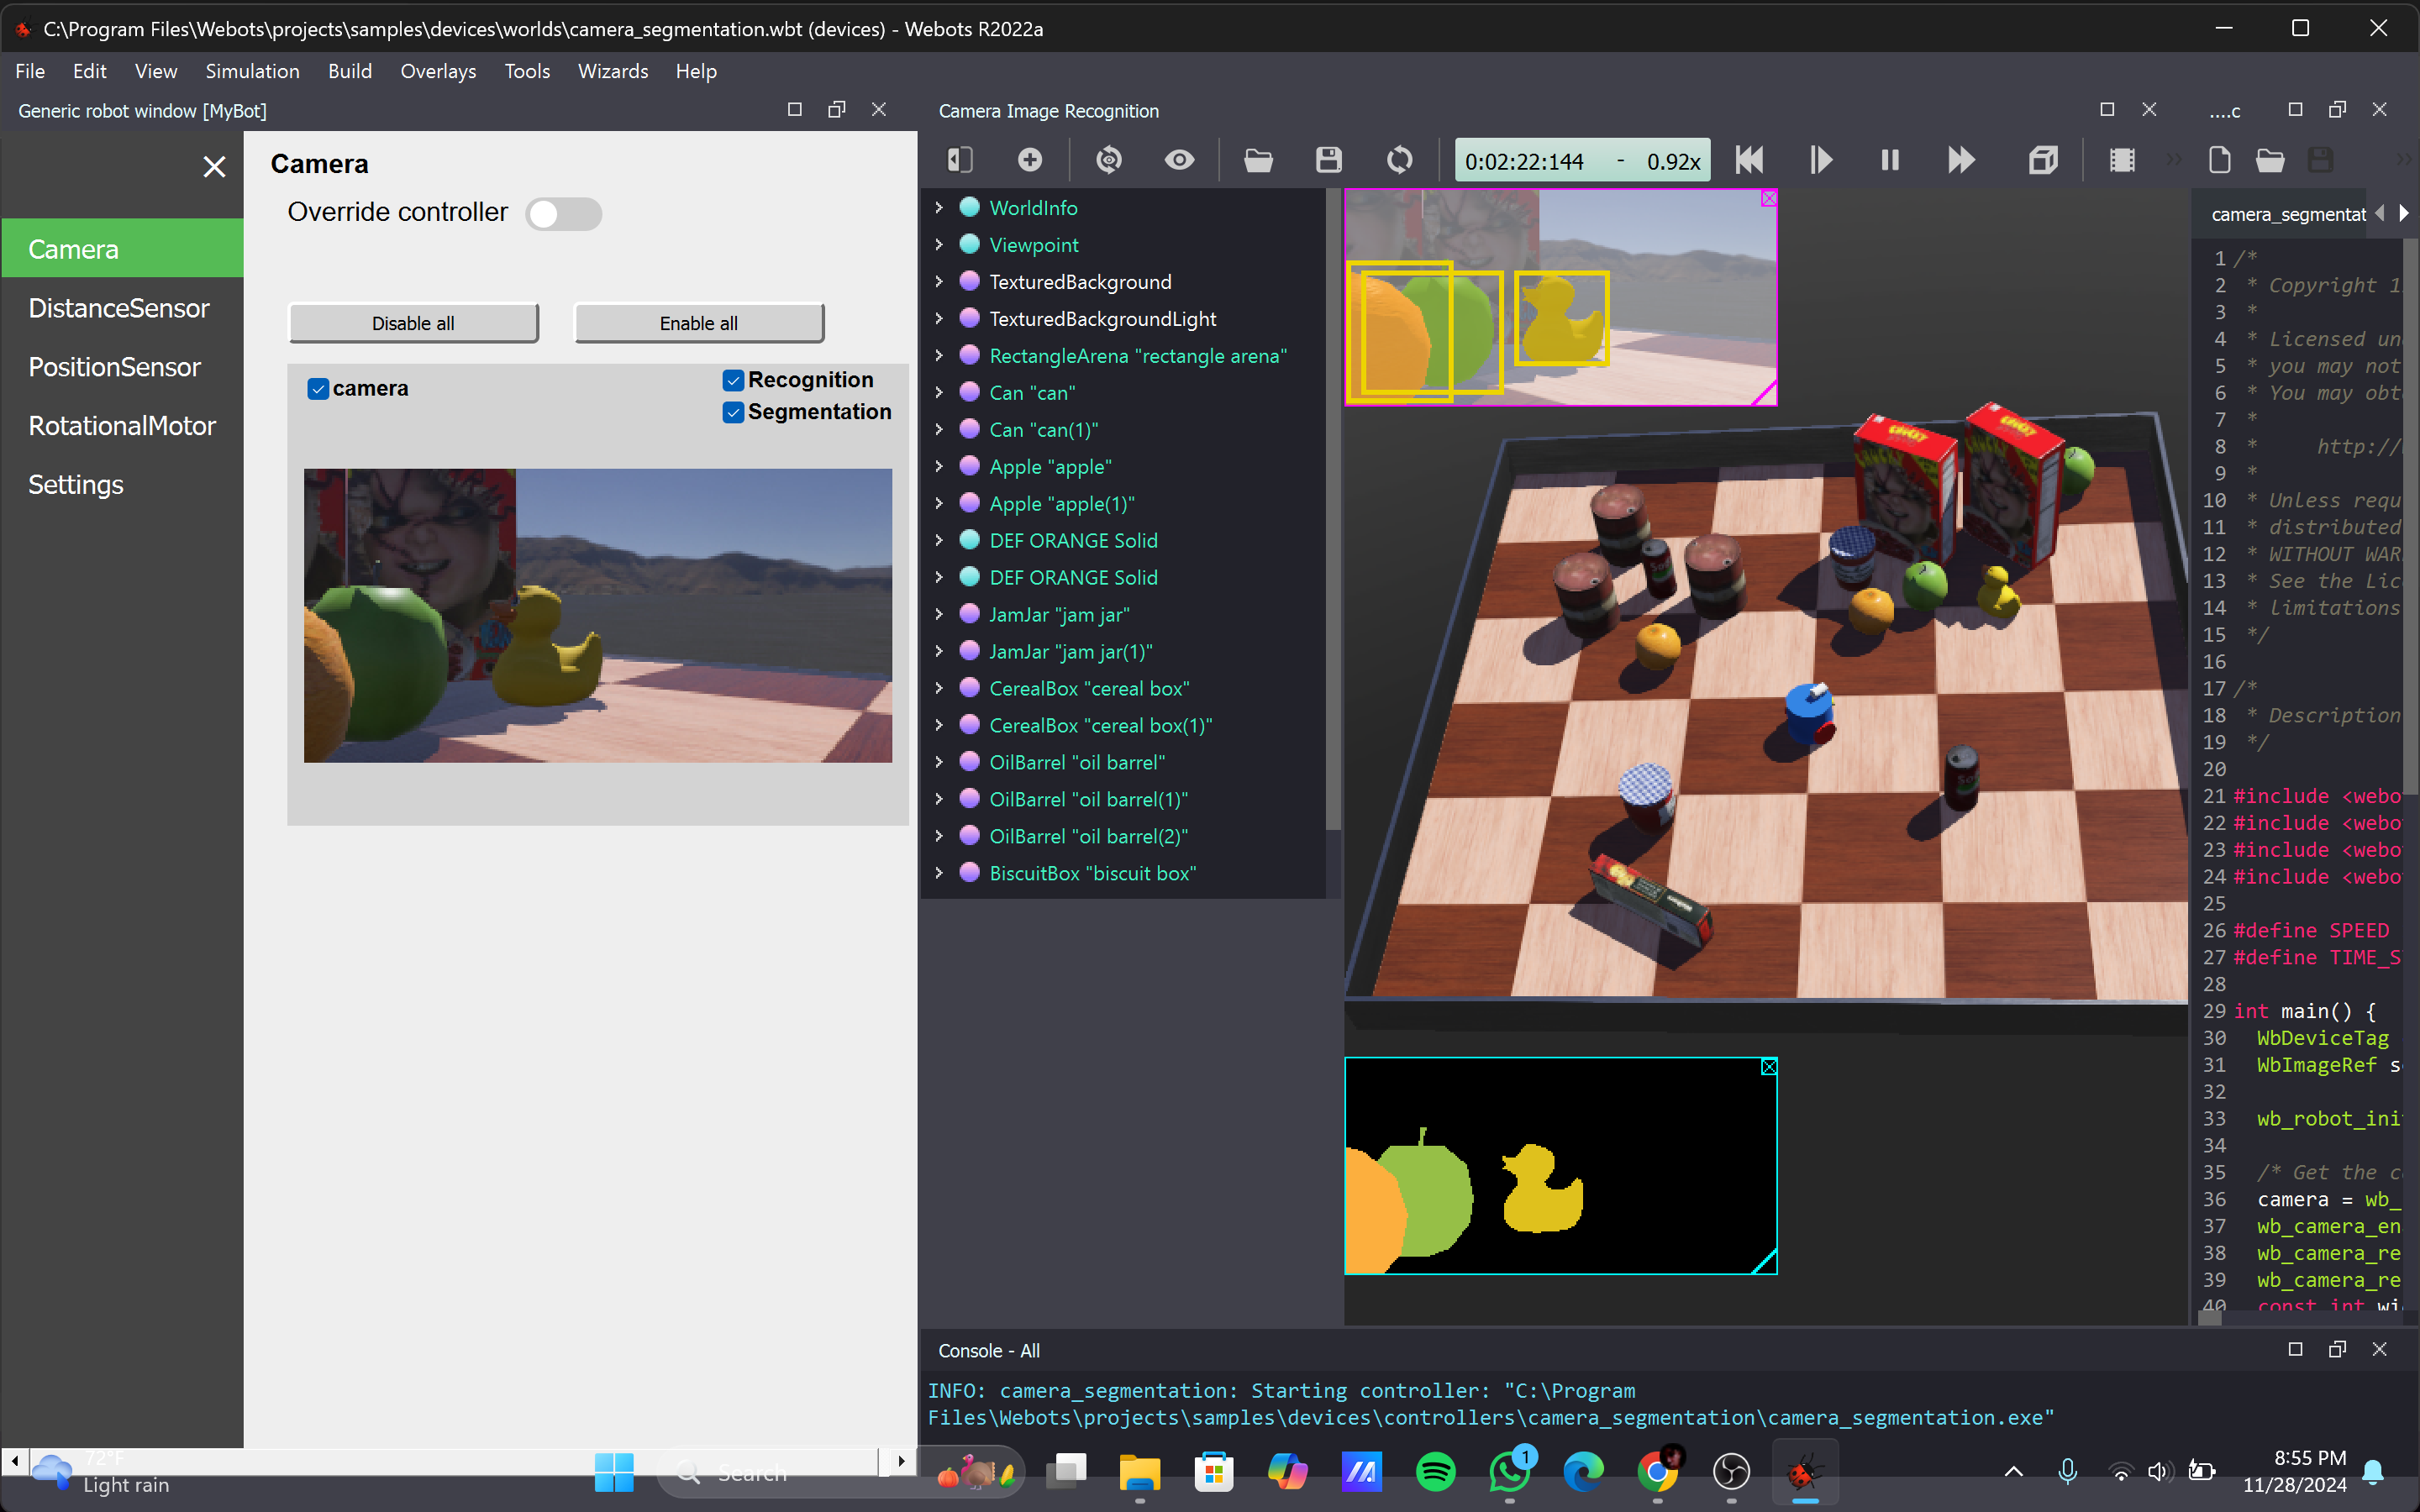 C:\Program Files\Webots\projects\samples\devices\worlds\camera_segmentation.wbt (devices) - Webots R2022a
File Edit View Simulation Build Overlays Tools Wizards Help
Generic robot window [MyBot]
Camera
DistanceSensor
PositionSensor
RotationalMotor
Settings
Camera
Override controller
Disable all
Enable all
camera
Recognition
Segmentation
Camera Image Recognition
0:02:22:144 - 0.92x
WorldInfo
Viewpoint
TexturedBackground
TexturedBackgroundLight
RectangleArena "rectangle arena"
Can "can"
Can "can(1)"
Apple "apple"
Apple "apple(1)"
DEF ORANGE Solid
DEF ORANGE Solid
JamJar "jam jar"
JamJar "jam jar(1)"
CerealBox "cereal box"
CerealBox "cereal box(1)"
OilBarrel "oil barrel"
OilBarrel "oil barrel(1)"
OilBarrel "oil barrel(2)"
BiscuitBox "biscuit box"
....c
camera_segmentat
1 /*
2 * Copyright 1
3 *
4 * Licensed un
5 * you may not
6 * You may obt
7 *
8 * http://
9 *
10 * Unless requ
11 * distributed
12 * WITHOUT WAR
13 * See the Lic
14 * limitations
15 */
16
17 /*
18 * Description
19 */
20
21 #include <webo
22 #include <webo
23 #include <webo
24 #include <webo
25
26 #define SPEED
27 #define TIME_S
28
29 int main() {
30 WbDeviceTag
31 WbImageRef s
32
33 wb_robot_ini
34
35 /* Get the c
36 camera = wb_
37 wb_camera_en
38 wb_camera_re
39 wb_camera_re
40 const int wi
Console - All
INFO: camera_segmentation: Starting controller: "C:\Program
Files\Webots\projects\samples\devices\controllers\camera_segmentation\camera_segmentation.exe"
72°F
Light rain
Search
1
8:55 PM
11/28/2024